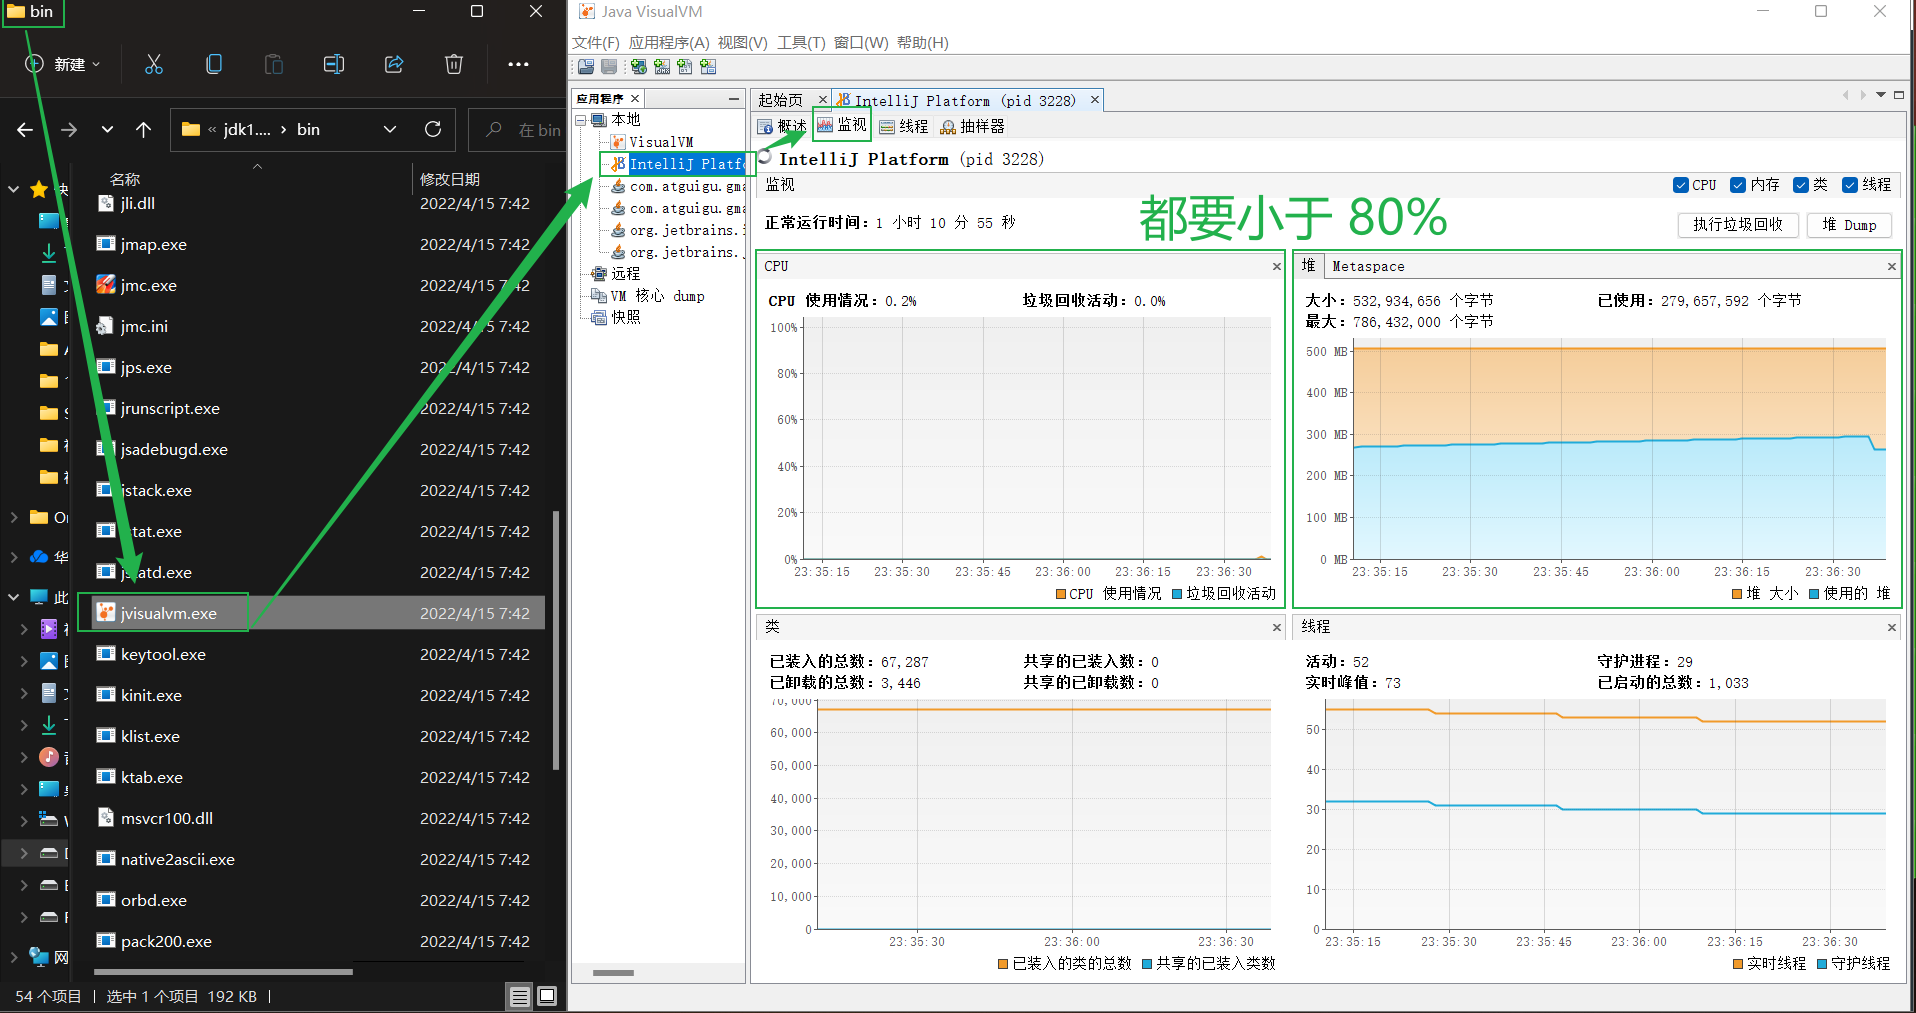 bin
新建
jdk1.... › bin
在 bin
名称 修改日期
jli.dll 2022/4/15 7:42
jmap.exe 2022/4/15 7:42
jmc.exe 2022/4/15 7:42
jmc.ini 2022/4/15 7:42
jps.exe 2022/4/15 7:42
jrunscript.exe 2022/4/15 7:42
jsadebugd.exe 2022/4/15 7:42
jstack.exe 2022/4/15 7:42
stat.exe 2022/4/15 7:42
jstatd.exe 2022/4/15 7:42
jvisualvm.exe 2022/4/15 7:42
keytool.exe 2022/4/15 7:42
kinit.exe 2022/4/15 7:42
klist.exe 2022/4/15 7:42
ktab.exe 2022/4/15 7:42
msvcr100.dll 2022/4/15 7:42
native2ascii.exe 2022/4/15 7:42
orbd.exe 2022/4/15 7:42
pack200.exe 2022/4/15 7:42
华
此
网
54 个项目 选中 1 个项目 192 KB
Java VisualVM
文件(F) 应用程序(A) 视图(V) 工具(T) 窗口(W) 帮助(H)
应用程序
本地
VisualVM
IntelliJ Platfo
com.atguigu.gma
com.atguigu.gma
org.jetbrains.i
org.jetbrains.
远程
VM 核心 dump
快照
起始页 IntelliJ Platform (pid 3228)
概述 监视 线程 抽样器
IntelliJ Platform (pid 3228)
监视 CPU 内存 类 线程
正常运行时间：1 小时 10 分 55 秒
都要小于 80%
执行垃圾回收 堆 Dump
CPU
CPU 使用情况：0.2% 垃圾回收活动：0.0%
100%
80%
60%
40%
20%
0%
23:35:15 23:35:30 23:35:45 23:36:00 23:36:15 23:36:30
CPU 使用情况 垃圾回收活动
堆 Metaspace
大小：532,934,656 个字节 已使用：279,657,592 个字节
最大：786,432,000 个字节
500 MB
400 MB
300 MB
200 MB
100 MB
0 MB
23:35:15 23:35:30 23:35:45 23:36:00 23:36:15 23:36:30
堆 大小 使用的 堆
类
已装入的总数：67,287 共享的已装入数：0
已卸载的总数：3,446 共享的已卸载数：0
70,000
60,000
50,000
40,000
30,000
20,000
10,000
0
23:35:30 23:36:00 23:36:30
已装入的类的总数 共享的已装入类数
线程
活动：52 守护进程：29
实时峰值：73 已启动的总数：1,033
50
40
30
20
10
0
23:35:15 23:35:30 23:35:45 23:36:00 23:36:15 23:36:30
实时线程 守护线程